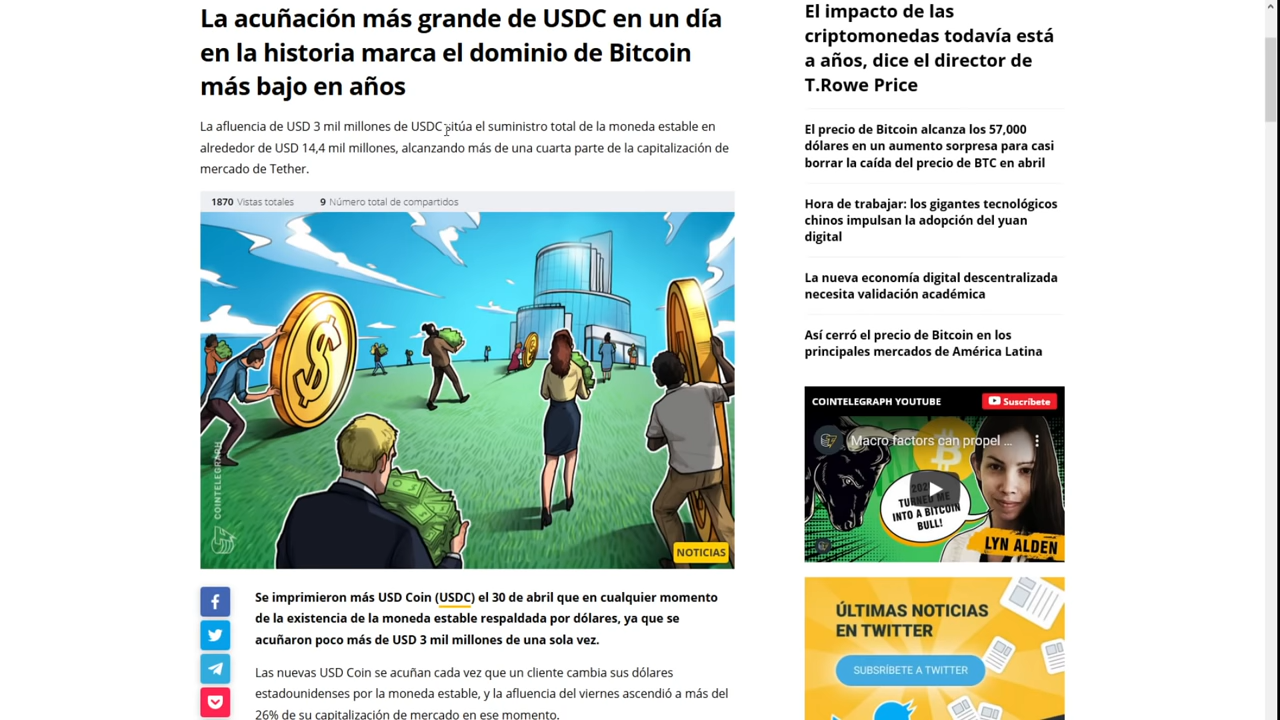 La acuñación más grande de USDC en un día
en la historia marca el dominio de Bitcoin
más bajo en años
La afluencia de USD 3 mil millones de USDC sitúa el suministro total de la moneda estable en
alrededor de USD 14,4 mil millones, alcanzando más de una cuarta parte de la capitalización de
mercado de Tether.
1870 Vistas totales 9 Número total de compartidos
COINTELEGRAPH
NOTICIAS
Se imprimieron más USD Coin (USDC) el 30 de abril que en cualquier momento
de la existencia de la moneda estable respaldada por dólares, ya que se
acuñaron poco más de USD 3 mil millones de una sola vez.
Las nuevas USD Coin se acuñan cada vez que un cliente cambia sus dólares
estadounidenses por la moneda estable, y la afluencia del viernes ascendió a más del
26% de su capitalización de mercado en ese momento.
El impacto de las
criptomonedas todavía está
a años, dice el director de
T.Rowe Price
El precio de Bitcoin alcanza los 57,000
dólares en un aumento sorpresa para casi
borrar la caída del precio de BTC en abril
Hora de trabajar: los gigantes tecnológicos
chinos impulsan la adopción del yuan
digital
La nueva economía digital descentralizada
necesita validación académica
Así cerró el precio de Bitcoin en los
principales mercados de América Latina
COINTELEGRAPH YOUTUBE Suscríbete
Macro factors can propel ...
TURNED ME
INTO A BITCOIN
BULL!
LYN ALDEN
ÚLTIMAS NOTICIAS
EN TWITTER
SUBSRÍBETE A TWITTER